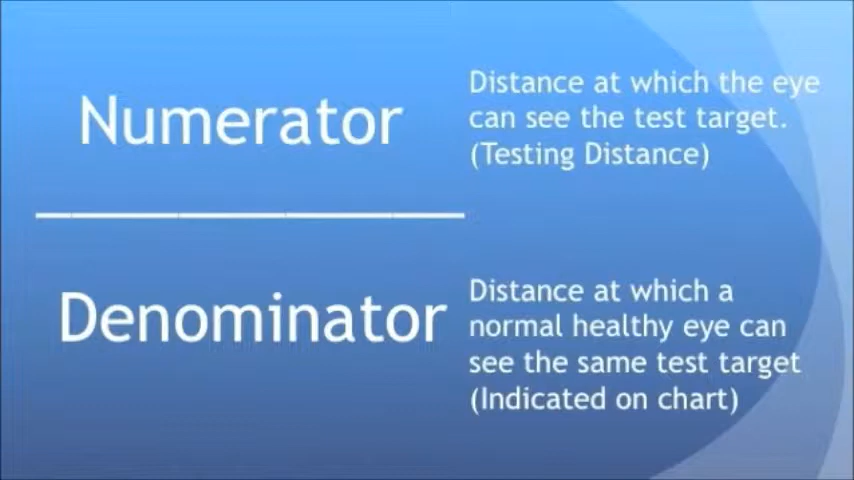 Numerator
Distance at which the eye
can see the test target.
(Testing Distance)
Denominator
Distance at which a
normal healthy eye can
see the same test target
(Indicated on chart)